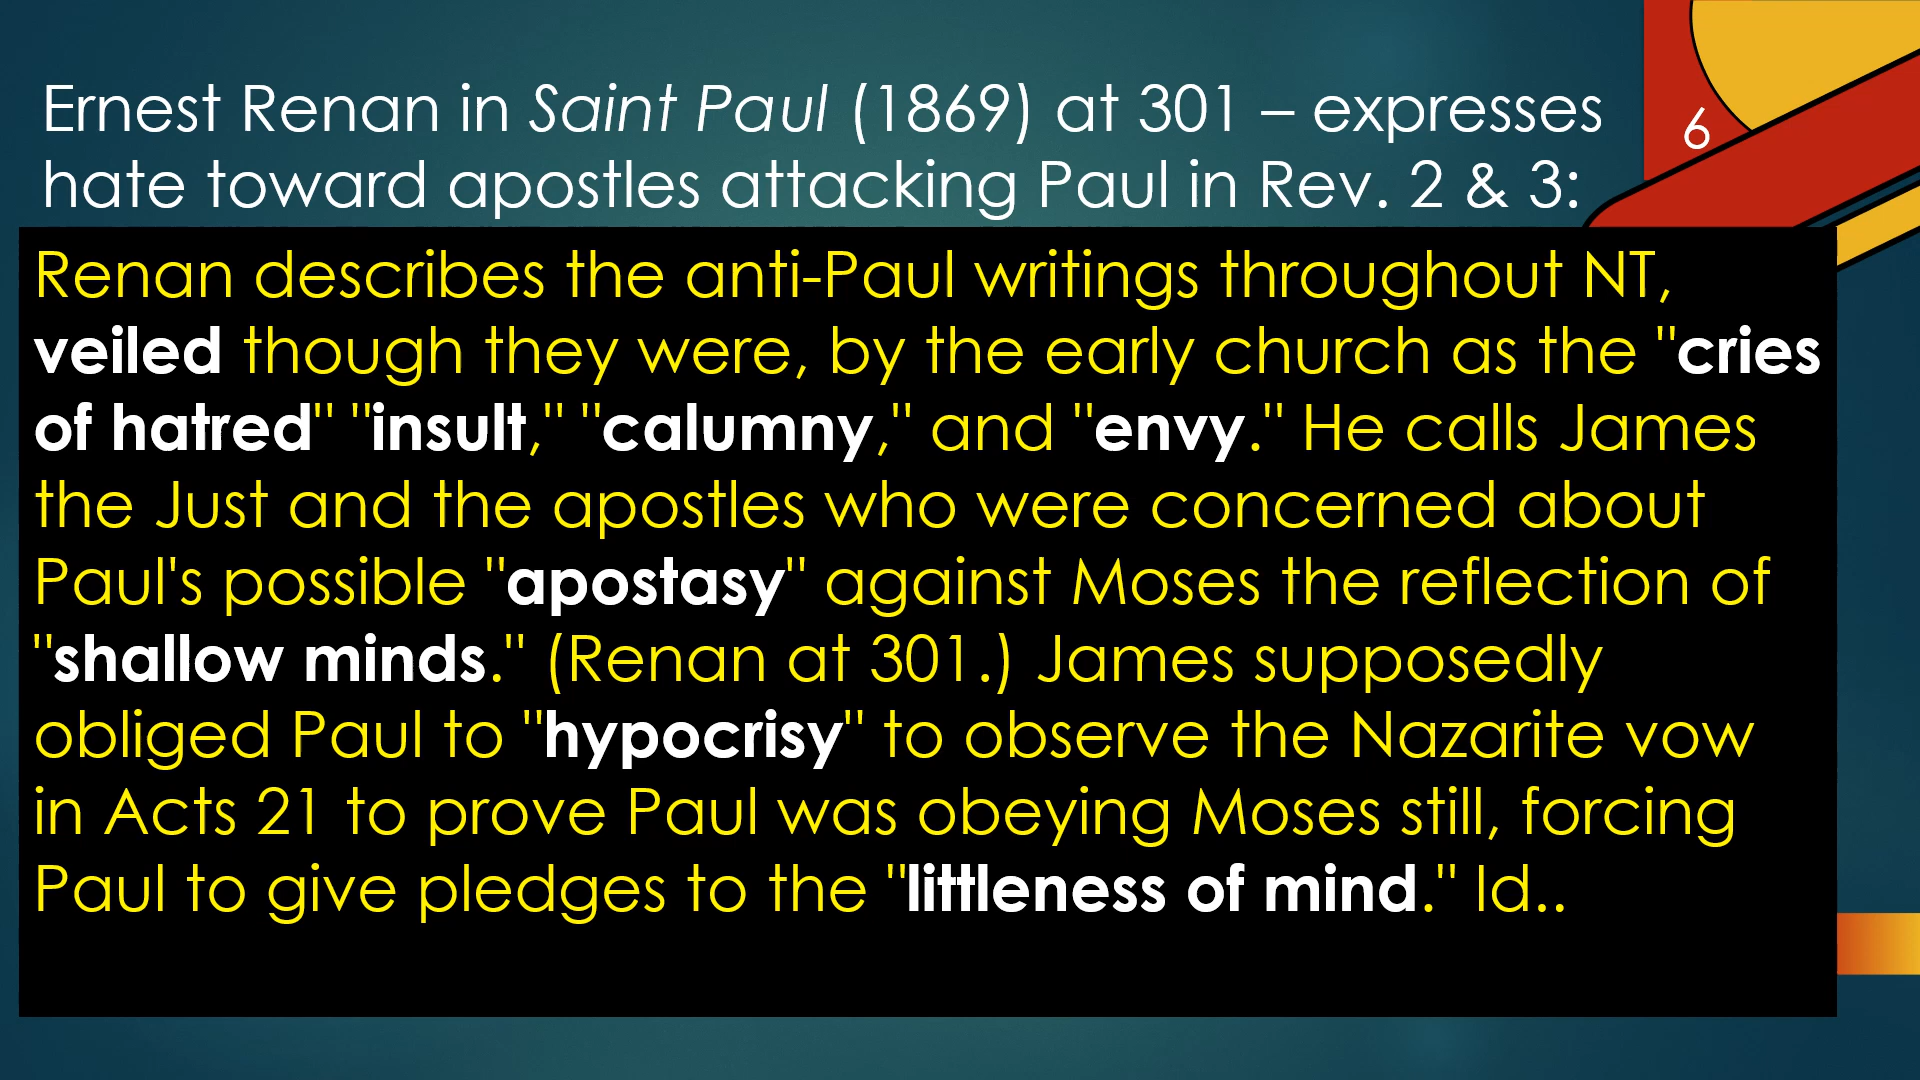 Ernest Renan in Saint Paul (1869) at 301 – expresses
hate toward apostles attacking Paul in Rev. 2 & 3:
6
Renan describes the anti-Paul writings throughout NT,
veiled though they were, by the early church as the "cries
of hatred" "insult," "calumny," and "envy." He calls James
the Just and the apostles who were concerned about
Paul's possible "apostasy" against Moses the reflection of
"shallow minds." (Renan at 301.) James supposedly
obliged Paul to "hypocrisy" to observe the Nazarite vow
in Acts 21 to prove Paul was obeying Moses still, forcing
Paul to give pledges to the "littleness of mind." Id..